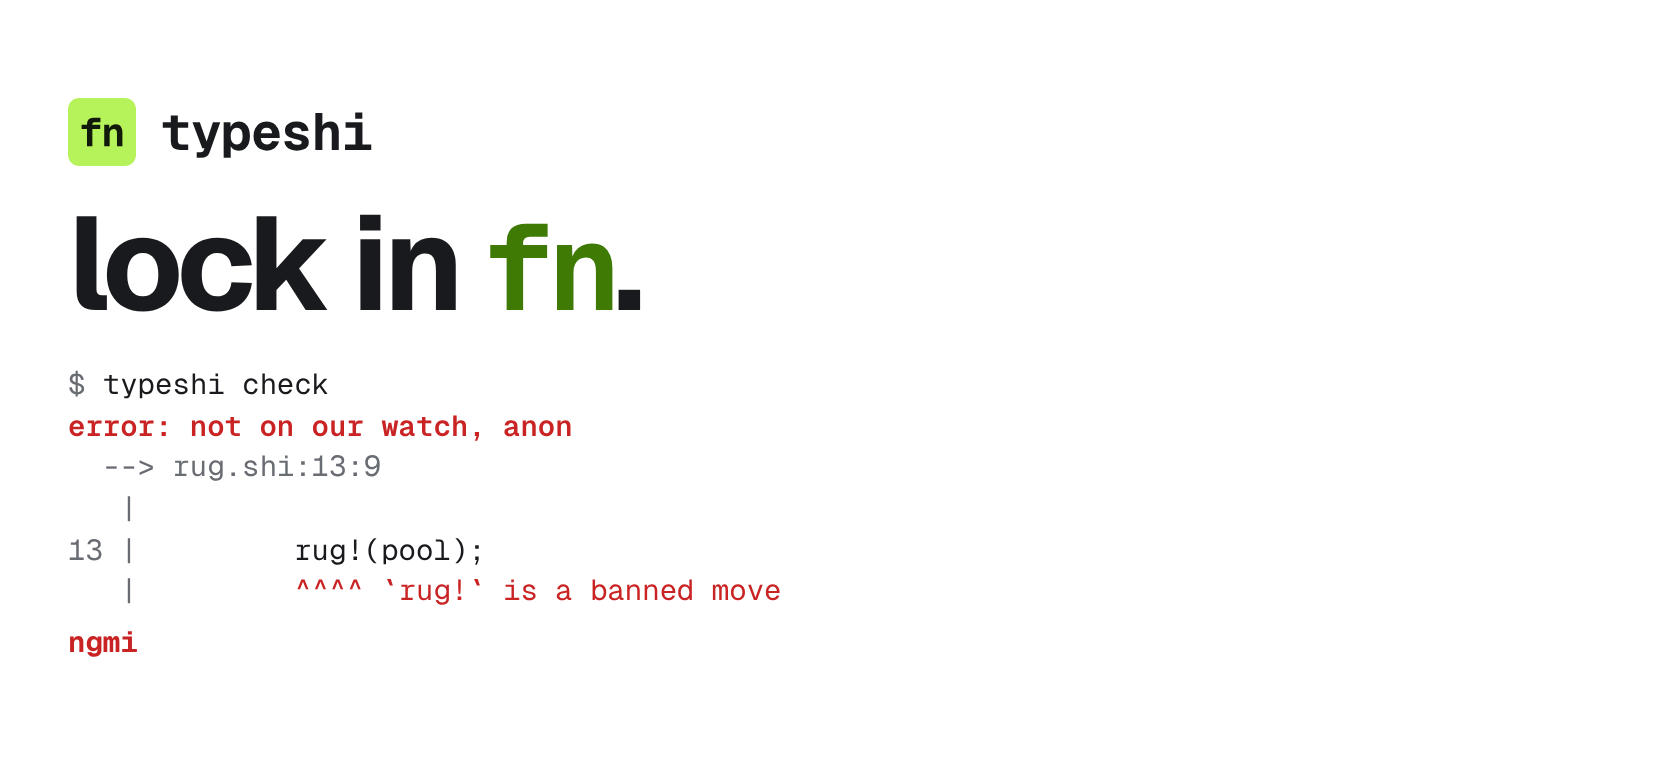 fn typeshi
lock in fn.
$ typeshi check
error: not on our watch, anon
  --> rug.shi:13:9
   |
13 |         rug!(pool);
   |         ^^^^ `rug!` is a banned move
ngmi